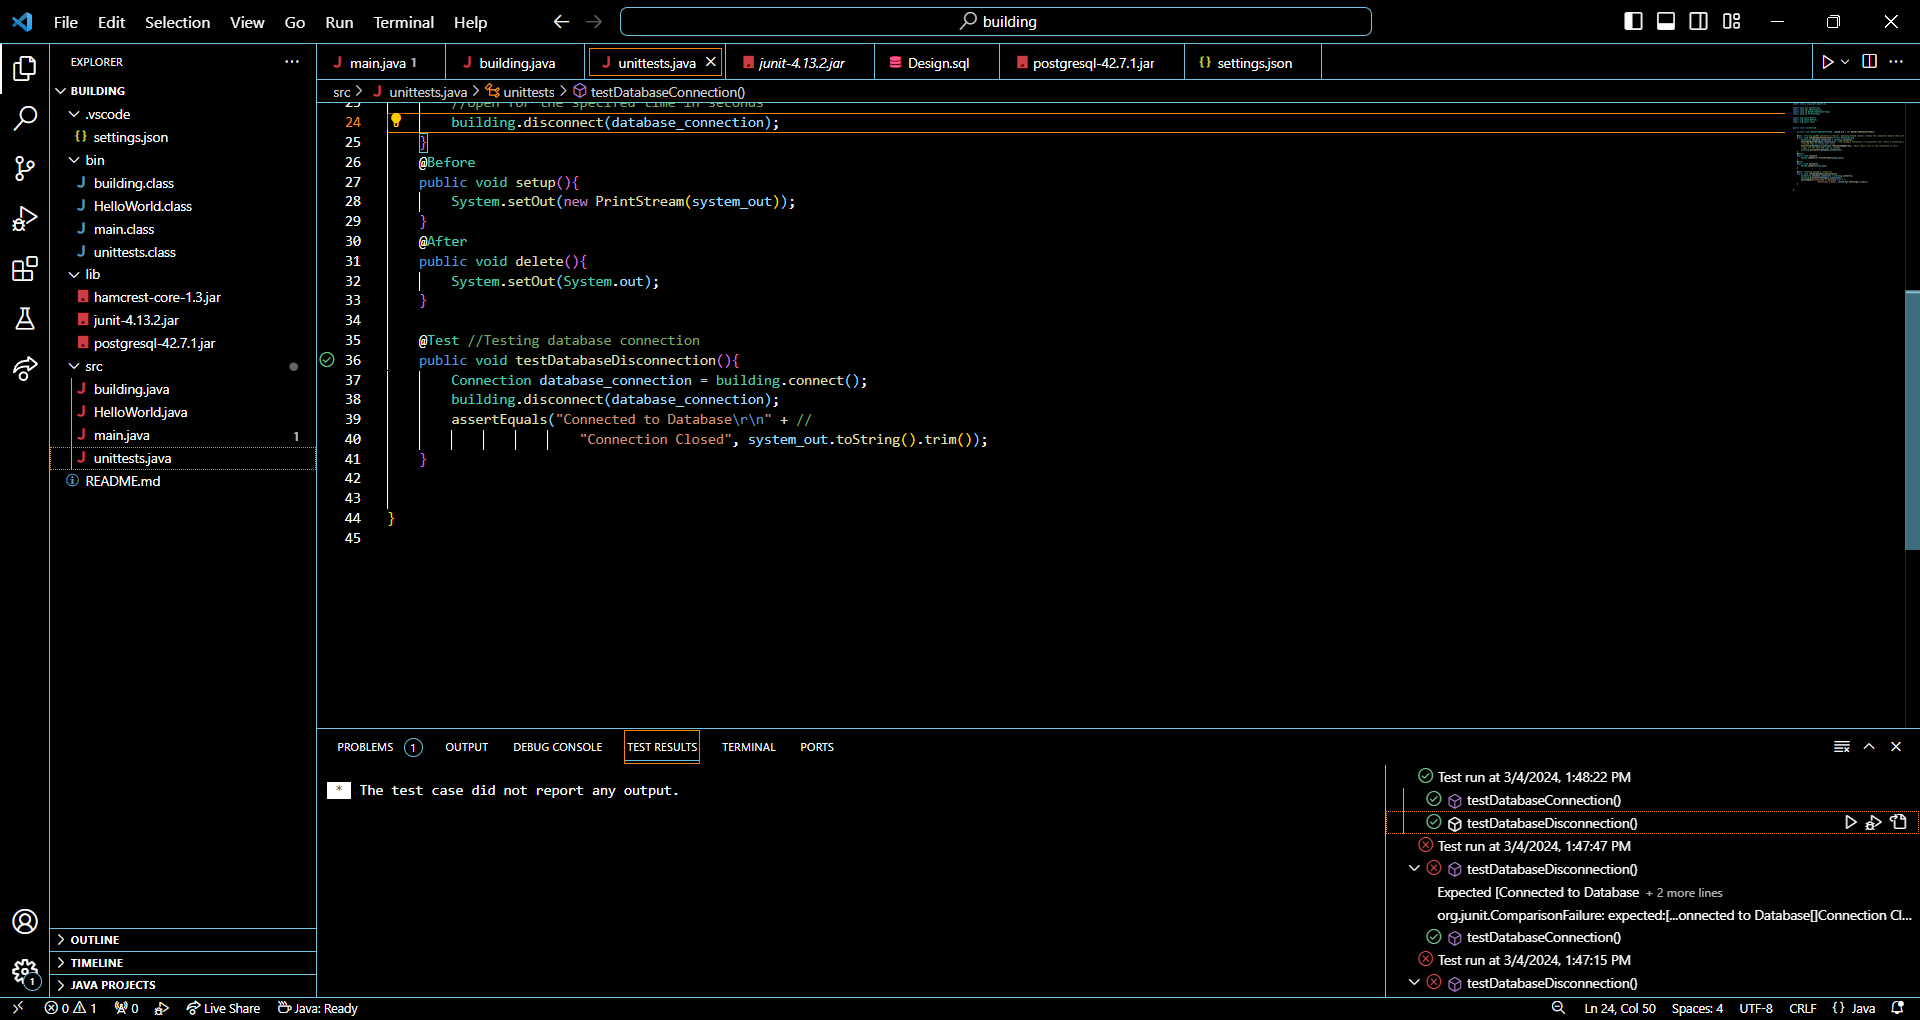 File Edit Selection View Go Run Terminal Help
building
EXPLORER
main.java 1
building.java
unittests.java
junit-4.13.2.jar
Design.sql
postgresql-42.7.1.jar
{} settings.json
src > unittests.java > unittests > testDatabaseConnection()
BUILDING
.vscode
{} settings.json
bin
building.class
HelloWorld.class
main.class
unittests.class
lib
hamcrest-core-1.3.jar
junit-4.13.2.jar
postgresql-42.7.1.jar
src
building.java
HelloWorld.java
main.java 1
unittests.java
README.md
OUTLINE
TIMELINE
JAVA PROJECTS
23 //open for the specifed time in seconds
24 building.disconnect(database_connection);
25 }
26 @Before
27 public void setup(){
28 System.setOut(new PrintStream(system_out));
29 }
30 @After
31 public void delete(){
32 System.setOut(System.out);
33 }
34
35 @Test //Testing database connection
36 public void testDatabaseDisconnection(){
37 Connection database_connection = building.connect();
38 building.disconnect(database_connection);
39 assertEquals("Connected to Database\r\n" + //
40 "Connection Closed", system_out.toString().trim());
41 }
42
43
44 }
45
PROBLEMS 1 OUTPUT DEBUG CONSOLE TEST RESULTS TERMINAL PORTS
* The test case did not report any output.
Test run at 3/4/2024, 1:48:22 PM
testDatabaseConnection()
testDatabaseDisconnection()
Test run at 3/4/2024, 1:47:47 PM
testDatabaseDisconnection()
Expected [Connected to Database + 2 more lines
org.junit.ComparisonFailure: expected:[...onnected to Database[]Connection Cl...
testDatabaseConnection()
Test run at 3/4/2024, 1:47:15 PM
testDatabaseDisconnection()
1
0 1 0 Live Share Java: Ready
Ln 24, Col 50 Spaces: 4 UTF-8 CRLF {} Java